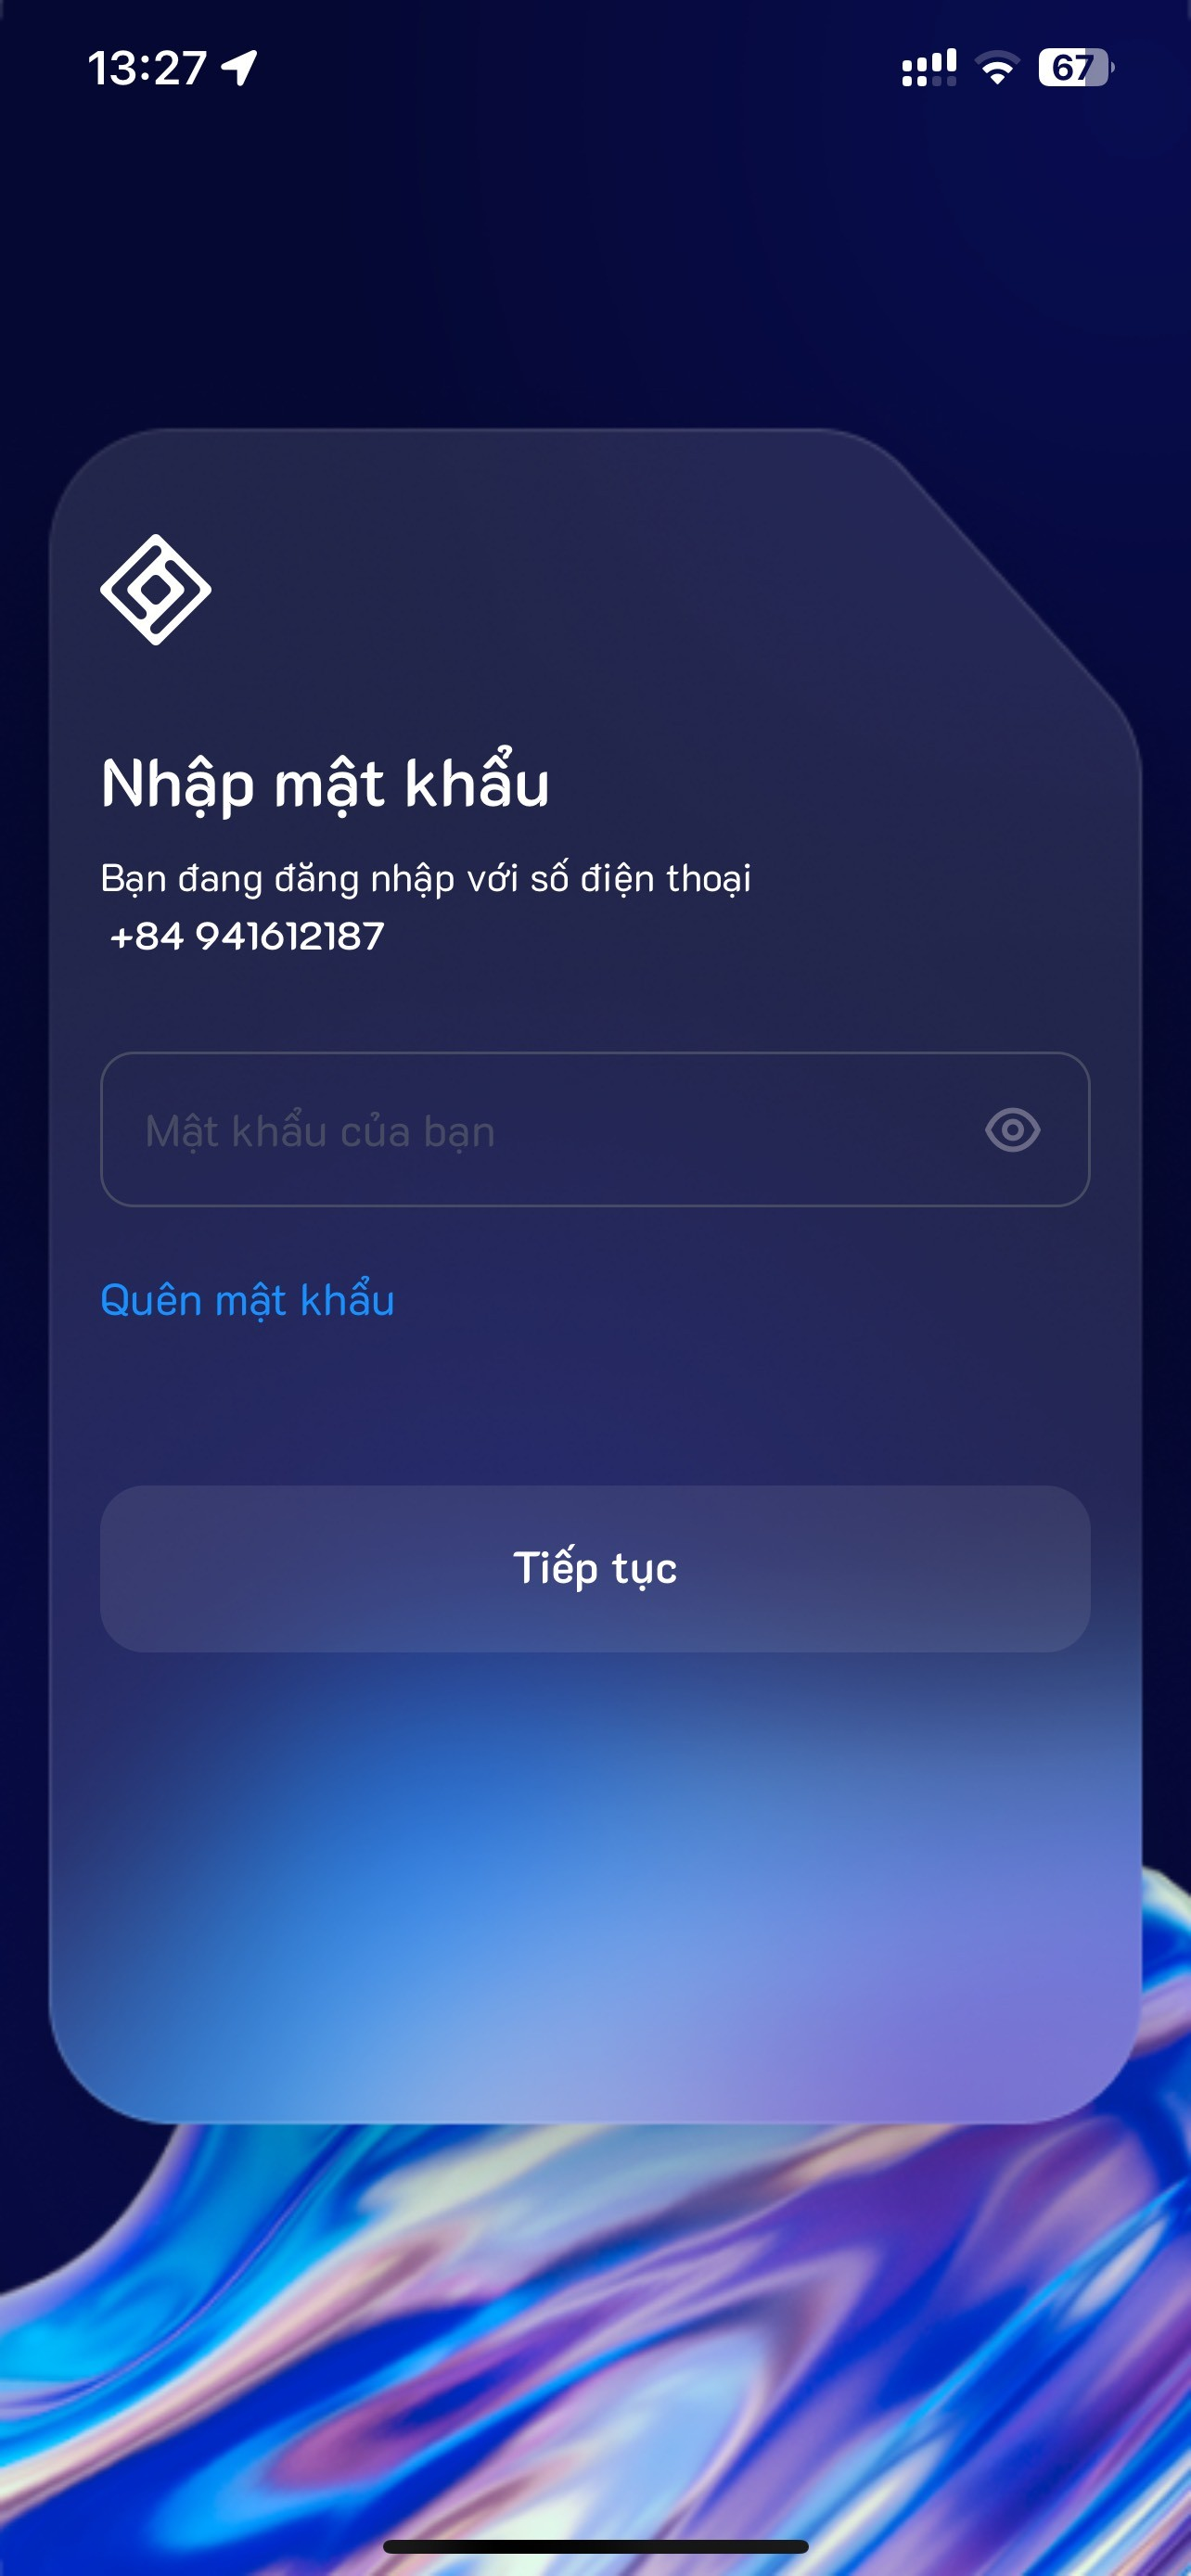 13:27
67
Nhập mật khẩu
Bạn đang đăng nhập với số điện thoại
+84 941612187
Mật khẩu của bạn
Quên mật khẩu
Tiếp tục